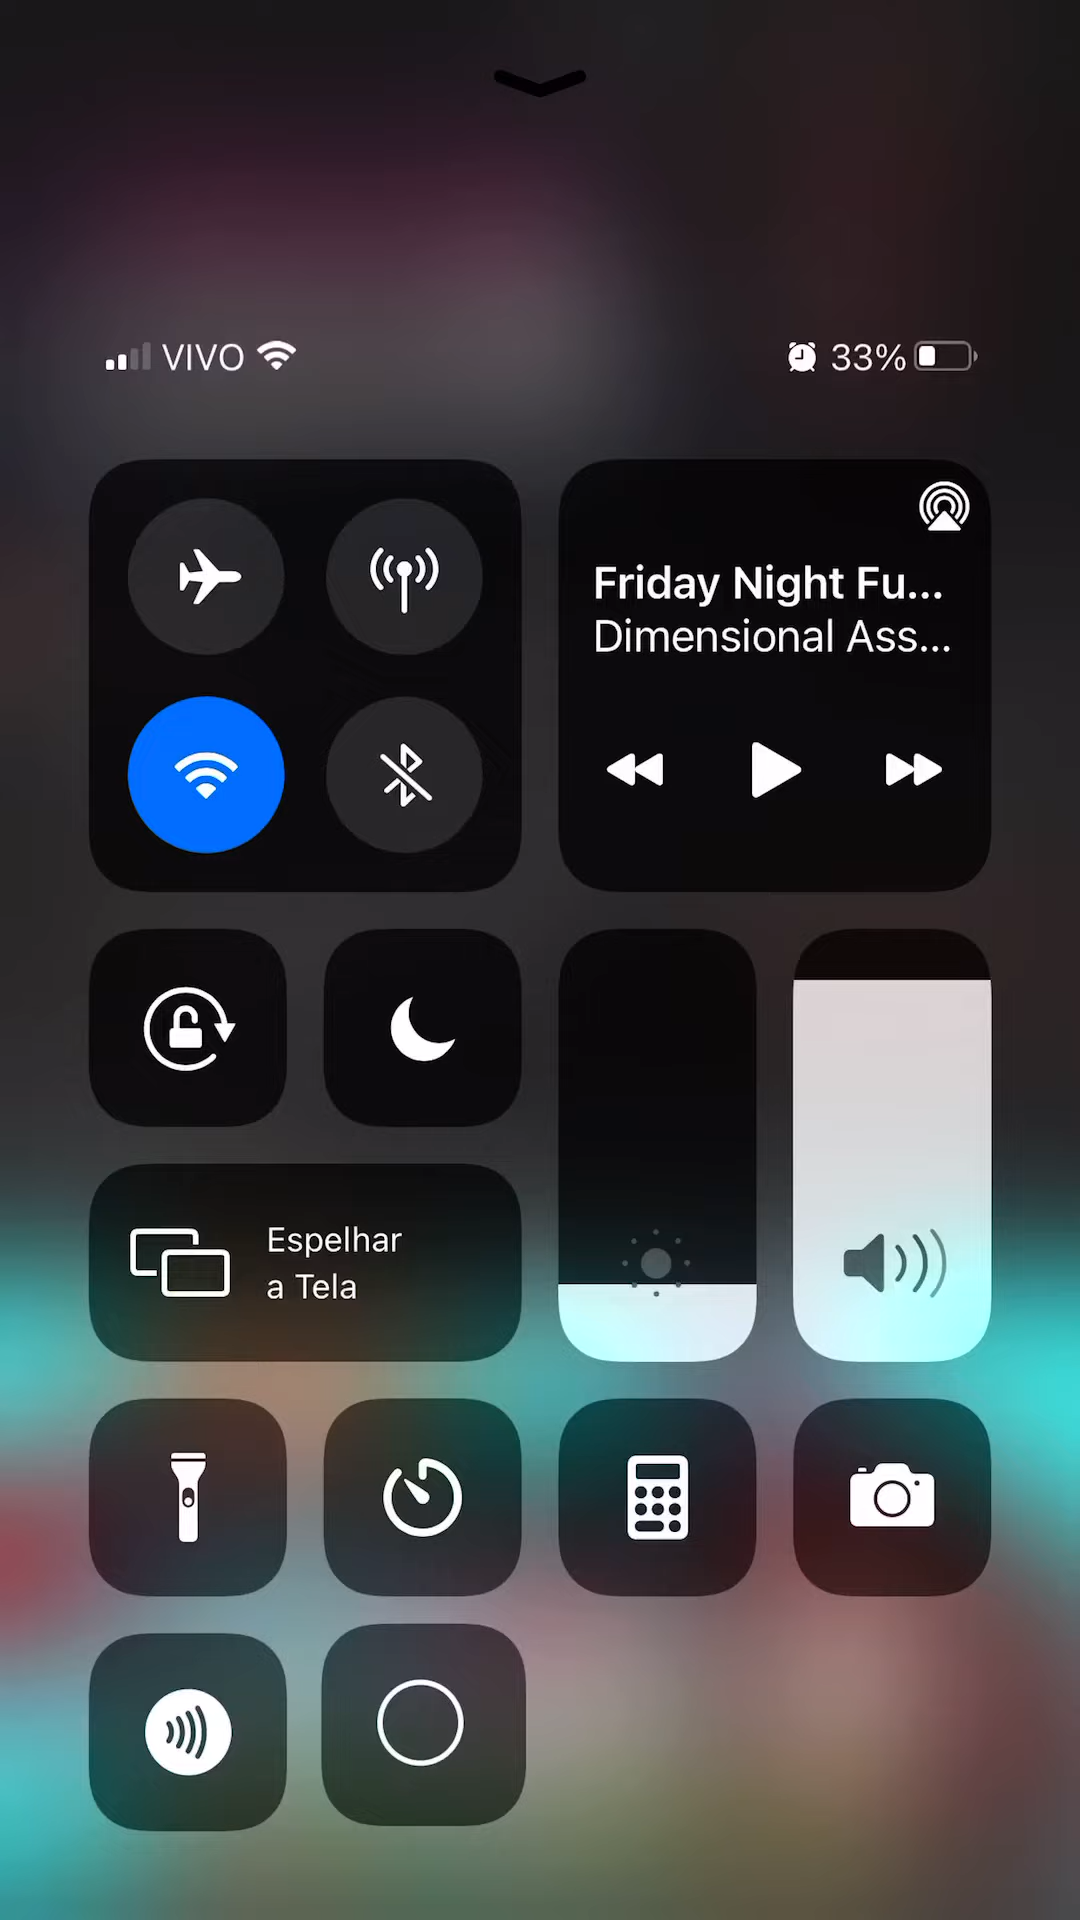 VIVO
33%
Friday Night Fu...
Dimensional Ass...
Espelhar
a Tela